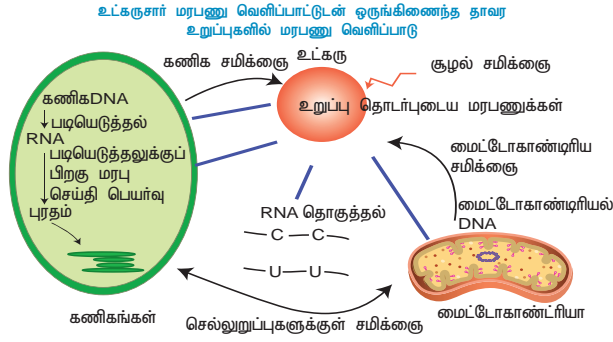 உட்கருசார் மரபணு வெளிப்பாட்டுடன் ஒருங்கிணைந்த தாவர
உறுப்புகளில் மரபணு வெளிப்பாடு
கணிக சமிக்ஞை
உட்கரு
சூழல் சமிக்ஞை
கணிகDNA
உறுப்பு தொடர்புடைய மரபணுக்கள்
படியெடுத்தல்
RNA
படியெடுத்தலுக்குப்
பிறகு மரபு
செய்தி பெயர்வு
புரதம்
மைட்டோகாண்டிரிய
சமிக்ஞை
RNA தொகுத்தல்
C C
U U
மைட்டோகாண்டிரியல்
DNA
கணிகங்கள்
செல்லுறுப்புகளுக்குள் சமிக்ஞை
மைட்டோகாண்ட்ரியா